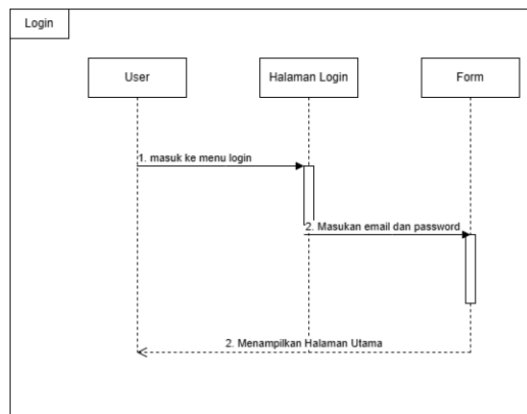 Login
User
Halaman Login
Form
1. masuk ke menu login
2. Masukan email dan password
2. Menampilkan Halaman Utama